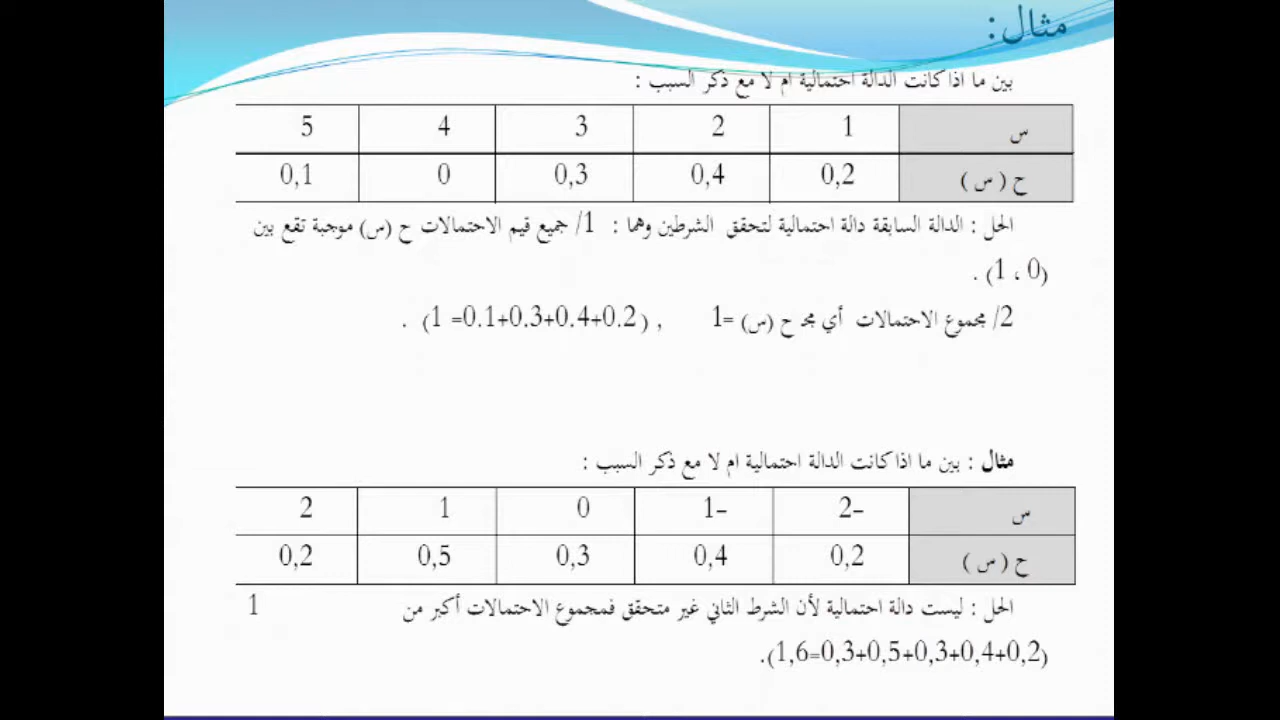 مثال:
بين ما اذا كانت الدالة احتمالية ام لا مع ذكر السبب :
س 1 2 3 4 5
ح ( س ) 0,2 0,4 0,3 0 0,1
الحل : الدالة السابقة دالة احتمالية لتحقق الشرطين وهما : 1/ جميع قيم الاحتمالات ح (س) موجبة تقع بين
(0 ، 1) .
2/ مجموع الاحتمالات أي مج ح (س) =1 , (0.2+0.4+0.3+0.1= 1) .
مثال : بين ما اذا كانت الدالة احتمالية ام لا مع ذكر السبب :
س -2 -1 0 1 2
ح ( س ) 0,2 0,4 0,3 0,5 0,2
الحل : ليست دالة احتمالية لأن الشرط الثاني غير متحقق فمجموع الاحتمالات أكبر من 1
(0,2+0,4+0,3+0,5+0,3=1,6).